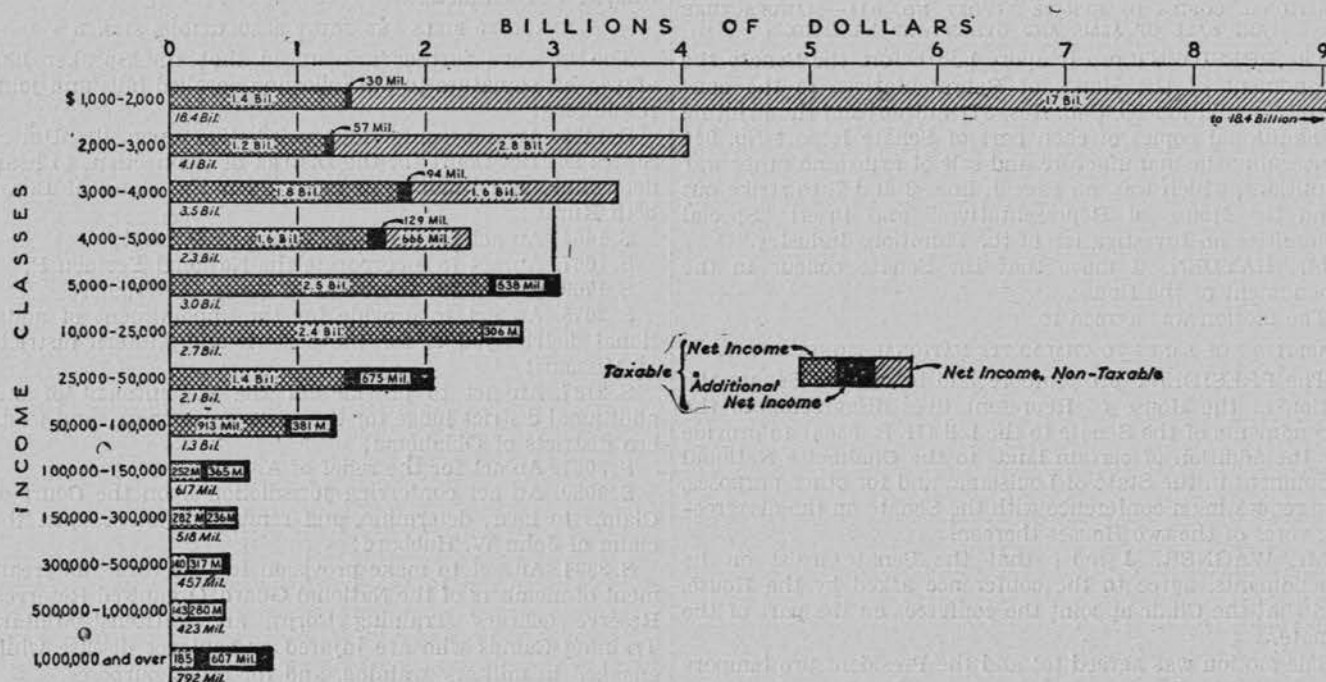 BILLIONS OF DOLLARS
0 1 2 3 4 5 6 7 8 9
INCOME CLASSES
30 Mil.
$ 1,000-2,000 1.4 Bil. 17 Bil.
18.4 Bil. to 18.4 Billion
57 Mil.
2,000-3,000 1.2 Bil. 2.8 Bil.
4.1 Bil.
94 Mil.
3,000-4,000 1.8 Bil. 1.6 Bil.
3.5 Bil.
129 Mil.
4,000-5,000 1.6 Bil. 666 Mil.
2.3 Bil.
5,000-10,000 2.5 Bil. 538 Mil.
3.0 Bil.
10,000-25,000 2.4 Bil. 306 M.
2.7 Bil.
25,000-50,000 1.4 Bil. 675 Mil.
2.1 Bil.
50,000-100,000 913 Mil. 381 M.
1.3 Bil.
100,000-150,000 252 M. 365 M.
617 Mil.
150,000-300,000 282 M 236 M
518 Mil.
300,000-500,000 140 317 M.
457 Mil.
500,000-1,000,000 143 280 M.
423 Mil.
1,000,000 and over 185 607 Mil.
792 Mil.
Taxable
Net Income
Additional
Net Income
Net Income, Non-Taxable